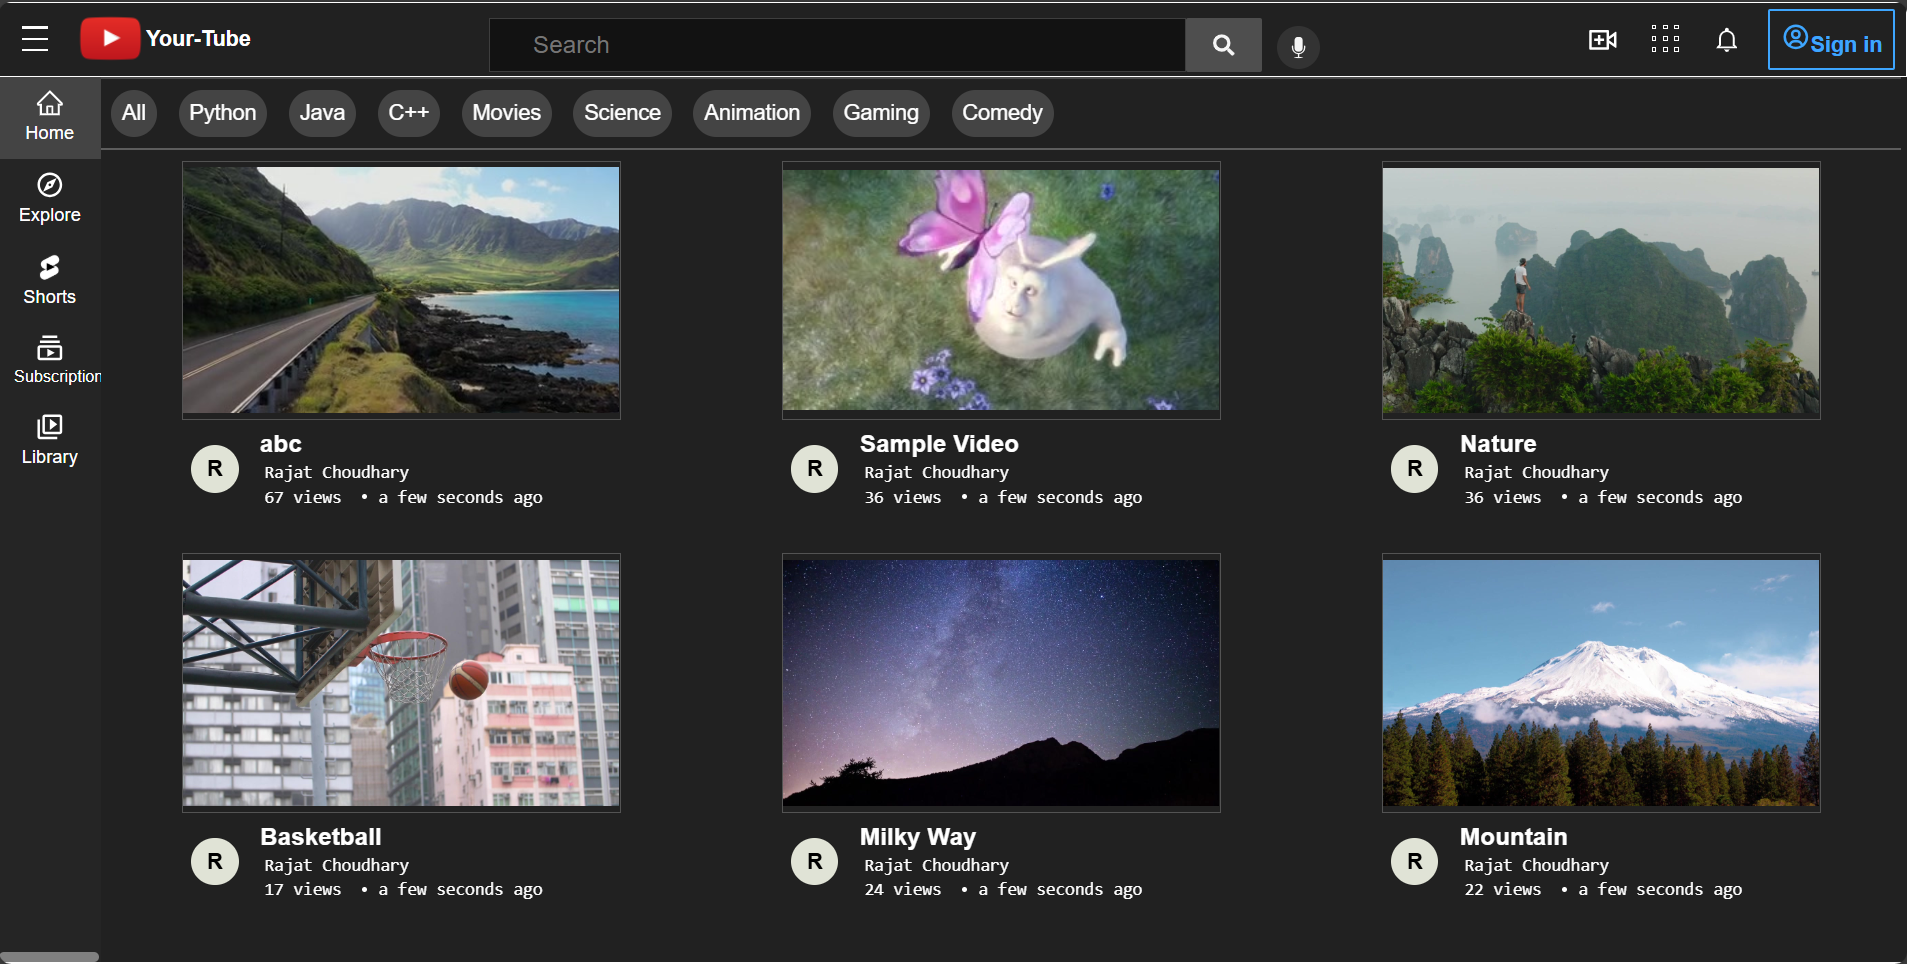 Your-Tube
Search
Sign in
Home
Explore
Shorts
Subscription
Library
All Python Java C++ Movies Science Animation Gaming Comedy
R
abc
Rajat Choudhary
67 views • a few seconds ago
R
Sample Video
Rajat Choudhary
36 views • a few seconds ago
R
Nature
Rajat Choudhary
36 views • a few seconds ago
R
Basketball
Rajat Choudhary
17 views • a few seconds ago
R
Milky Way
Rajat Choudhary
24 views • a few seconds ago
R
Mountain
Rajat Choudhary
22 views • a few seconds ago